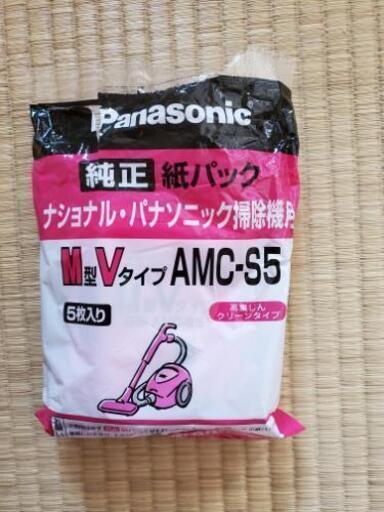 Panasonic
純正 紙パック
ナショナル・パナソニック掃除機用
M型Vタイプ AMC-S5
5枚入り
高集じん
クリーンタイプ